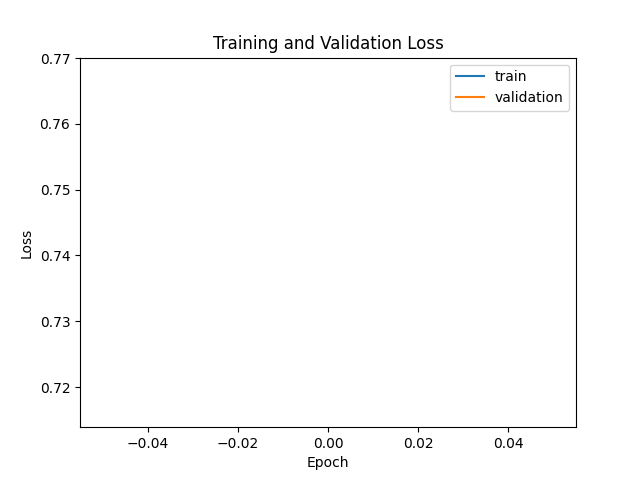 Training and Validation Loss
train
validation
0.77
0.76
0.75
0.74
0.73
0.72
Loss
−0.04
−0.02
0.00
0.02
0.04
Epoch